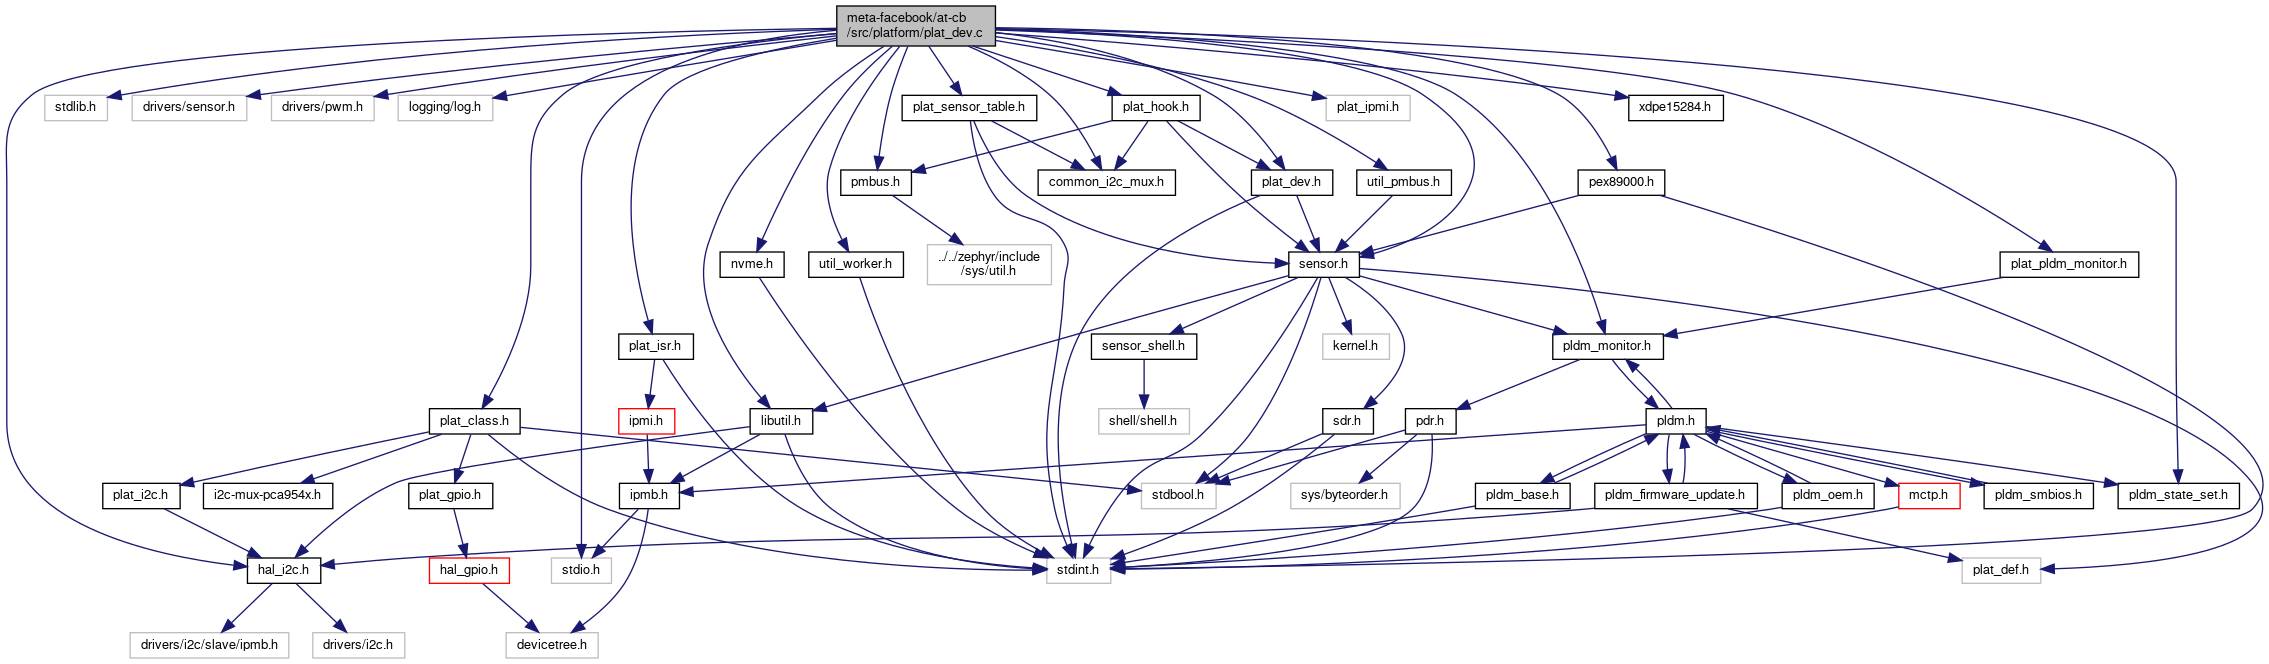 meta-facebook/at-cb
/src/platform/plat_dev.c
stdlib.h
drivers/sensor.h
drivers/pwm.h
logging/log.h
plat_sensor_table.h
plat_hook.h
plat_ipmi.h
xdpe15284.h
pmbus.h
common_i2c_mux.h
plat_dev.h
util_pmbus.h
pex89000.h
nvme.h
util_worker.h
../../zephyr/include
/sys/util.h
sensor.h
plat_pldm_monitor.h
plat_isr.h
sensor_shell.h
kernel.h
pldm_monitor.h
plat_class.h
ipmi.h
libutil.h
shell/shell.h
sdr.h
pdr.h
pldm.h
plat_i2c.h
i2c-mux-pca954x.h
plat_gpio.h
ipmb.h
stdbool.h
sys/byteorder.h
pldm_base.h
pldm_firmware_update.h
pldm_oem.h
mctp.h
pldm_smbios.h
pldm_state_set.h
hal_i2c.h
hal_gpio.h
stdio.h
stdint.h
plat_def.h
drivers/i2c/slave/ipmb.h
drivers/i2c.h
devicetree.h